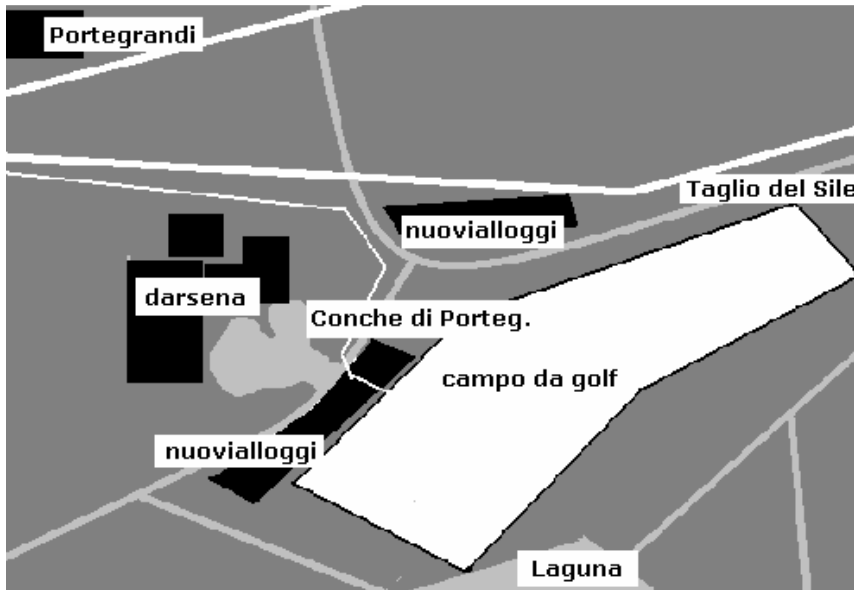 Portegrandi
Taglio del Sile
nuovialloggi
darsena
Conche di Porteg.
campo da golf
nuovialloggi
Laguna